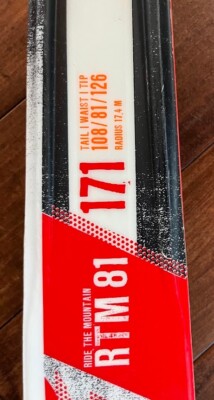 TAIL | WAIST | TIP
108/81/126
RADIUS 17.4 M
171
RIDE THE MOUNTAIN
RTM 81